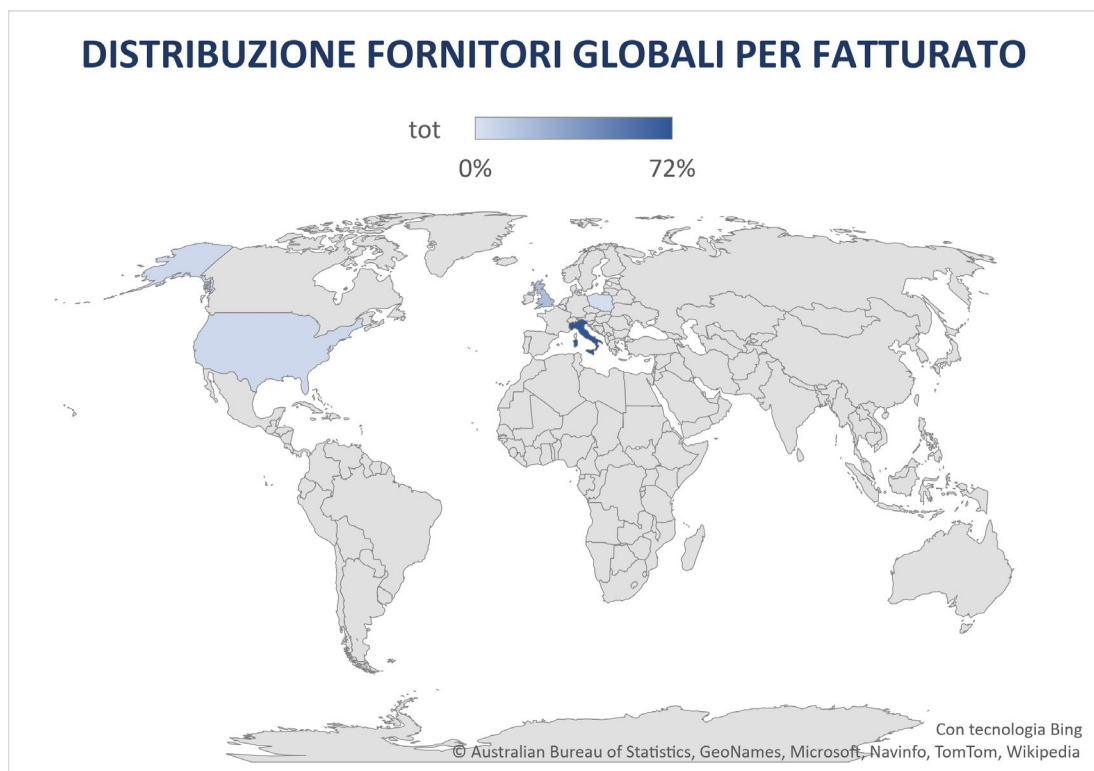 DISTRIBUZIONE FORNITORI GLOBALI PER FATTURATO
tot
0% 72%
Con tecnologia Bing
© Australian Bureau of Statistics, GeoNames, Microsoft, Navinfo, TomTom, Wikipedia